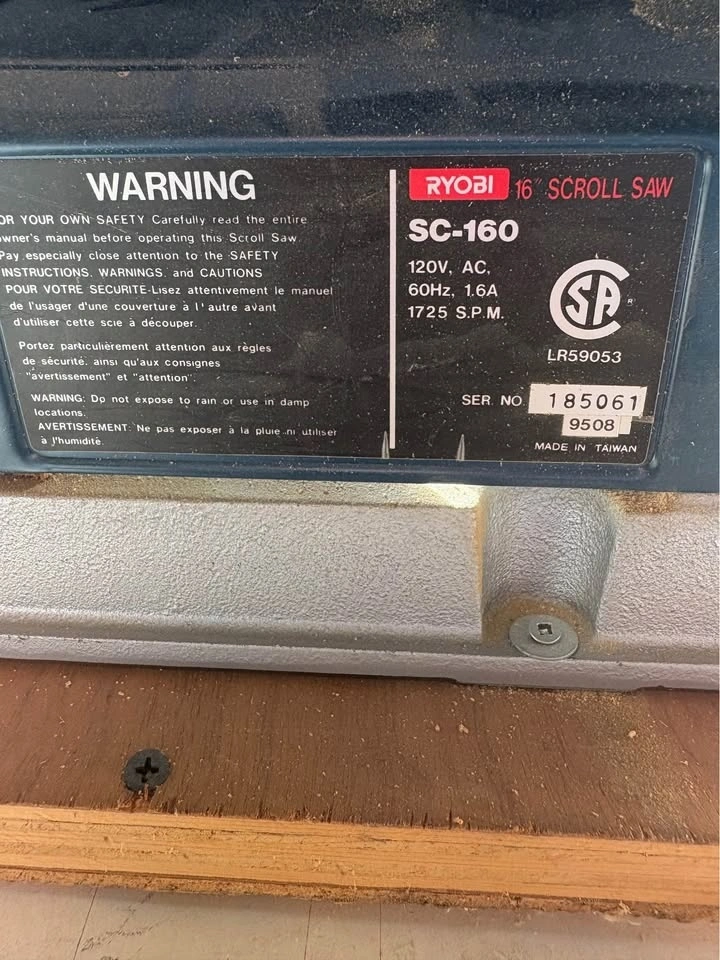 WARNING
OR YOUR OWN SAFETY Carefully read the entire
owner's manual before operating this Scroll Saw
Pay especially close attention to the SAFETY
INSTRUCTIONS. WARNINGS. and CAUTIONS
POUR VOTRE SECURITE-Lisez attentivement le manuel
de l'usager d'une couverture à l'autre avant
d'utiliser cette scie à découper.
Portez particulièrement attention aux règles
de sécurité. ainsi qu'aux consignes
"avertissement" et "attention".
WARNING: Do not expose to rain or use in damp
locations.
AVERTISSEMENT: Ne pas exposer à la pluie ni utiliser
à l'humidité.
RYOBI 16" SCROLL SAW
SC-160
120V, AC,
60Hz, 1.6A
1725 S.P.M.
SA
®
LR59053
SER. NO. 185061
9508
MADE IN TAIWAN